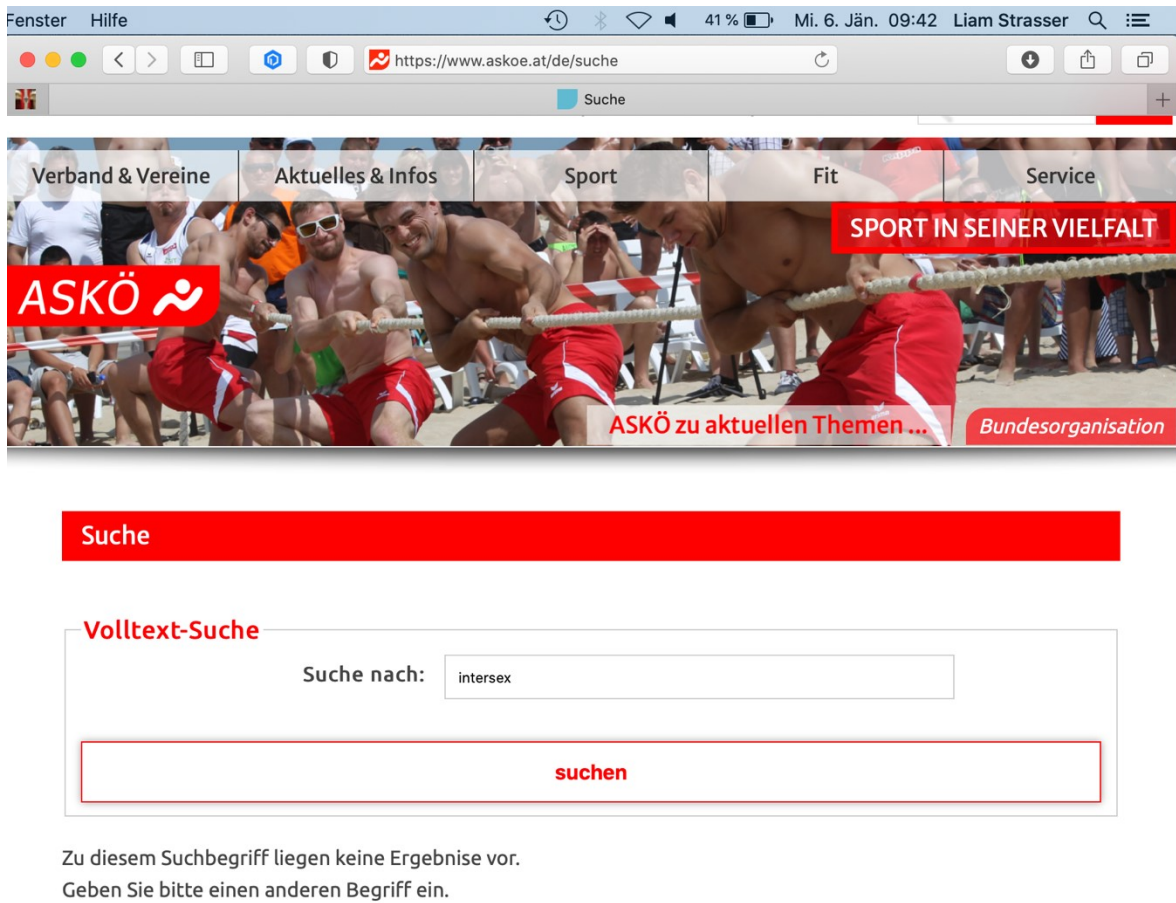 Fenster Hilfe 41 % Mi. 6. Jän. 09:42 Liam Strasser
https://www.askoe.at/de/suche
Suche
Verband & Vereine Aktuelles & Infos Sport Fit Service
SPORT IN SEINER VIELFALT
ASKÖ
ASKÖ zu aktuellen Themen ... Bundesorganisation
Suche
Volltext-Suche
Suche nach: intersex
suchen
Zu diesem Suchbegriff liegen keine Ergebnise vor.
Geben Sie bitte einen anderen Begriff ein.